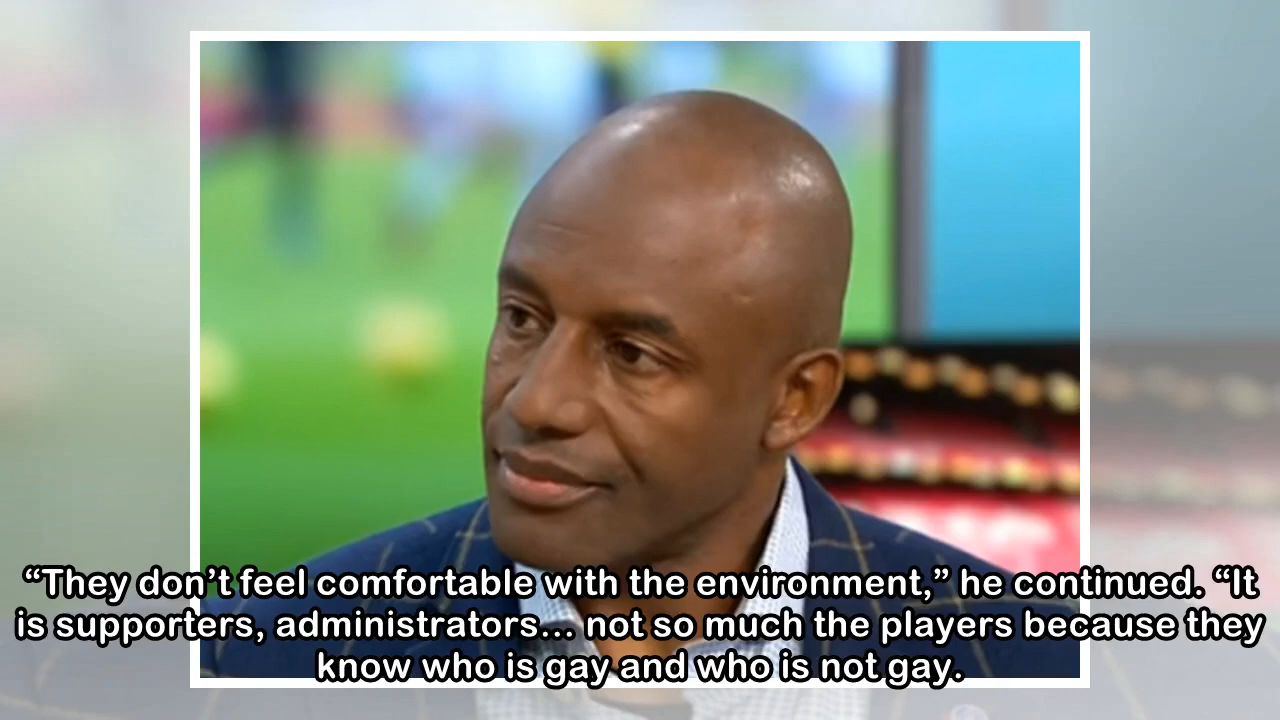 “They don’t feel comfortable with the environment,” he continued. “It
is supporters, administrators... not so much the players because they
know who is gay and who is not gay.